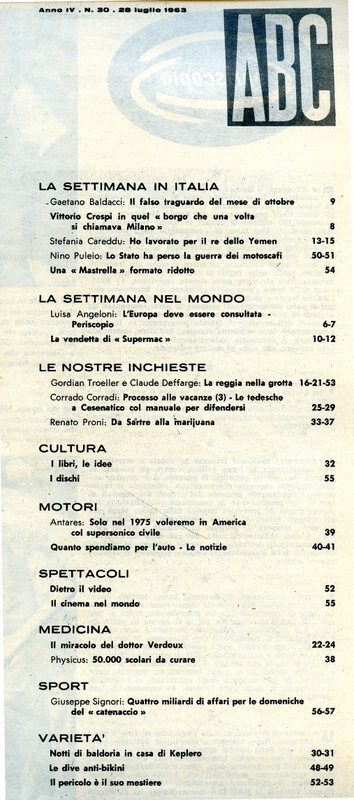 Anno IV - N. 30 - 28 luglio 1963
ABC
LA SETTIMANA IN ITALIA
Gaetano Baldacci: Il falso traguardo del mese di ottobre 9
Vittorio Crespi in quel « borgo che una volta
si chiamava Milano » 8
Stefania Careddu: Ho lavorato per il re dello Yemen 13-15
Nino Puleio: Lo Stato ha perso la guerra dei motoscafi 50-51
Una « Mastrella » formato ridotto 54
LA SETTIMANA NEL MONDO
Luisa Angeloni: L'Europa deve essere consultata -
Periscopio 6-7
La vendetta di « Supermac » 10-12
LE NOSTRE INCHIESTE
Gordian Troeller e Claude Deffarge: La reggia nella grotta 16-21-53
Corrado Corradi: Processo alle vacanze (3) - Le tedesche
a Cesenatico col manuale per difendersi 25-29
Renato Proni: Da Sartre alla marijuana 33-37
CULTURA
I libri, le idee 32
I dischi 55
MOTORI
Antares: Solo nel 1975 voleremo in America
col supersonico civile 39
Quanto spendiamo per l'auto - Le notizie 40-41
SPETTACOLI
Dietro il video 52
Il cinema nel mondo 55
MEDICINA
Il miracolo del dottor Verdoux 22-24
Physicus: 50.000 scolari da curare 38
SPORT
Giuseppe Signori: Quattro miliardi di affari per le domeniche
del « catenaccio » 56-57
VARIETA'
Notti di baldoria in casa di Keplero 30-31
Le dive anti-bikini 48-49
Il pericolo è il suo mestiere 52-53